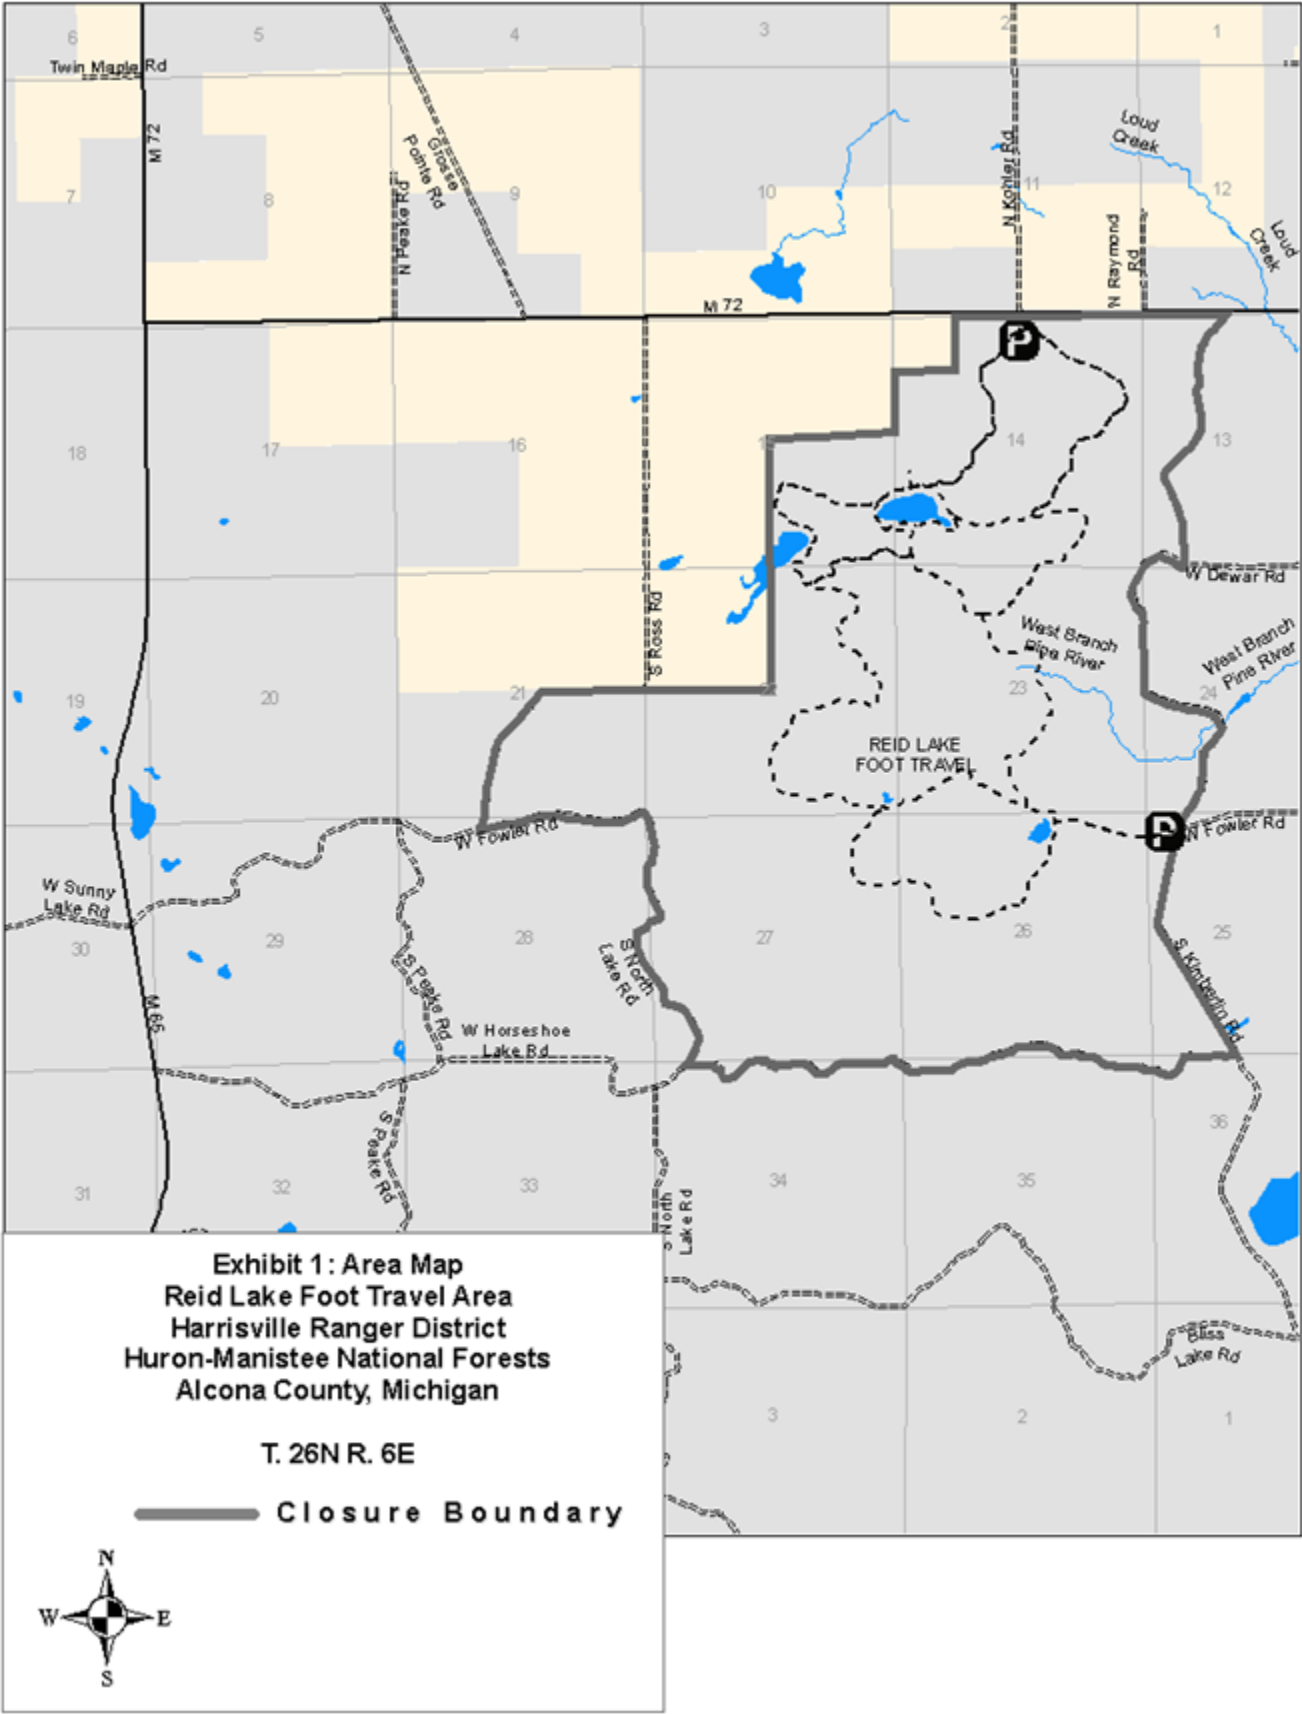 6
5
4
3
2
1
Twin Maple Rd
M 72
Grosse
Pointe Rd
N Peake Rd
N Kohler Rd
Loud
Creek
7
8
9
10
11
12
N Raymond
Rd
Loud
Creek
M 72
P
18
17
16
15
14
13
W Dewar Rd
S Ross Rd
West Branch
Pine River
West Branch
Pine River
19
20
21
22
23
24
REID LAKE
FOOT TRAVEL
W Fowler Rd
P
W Fowler Rd
W Sunny
Lake Rd
30
29
28
27
26
25
S North
Lake Rd
S Peake Rd
S Kimberlin Rd
M 65
W Horseshoe
Lake Rd
S Peake Rd
31
32
33
34
35
36
S North
Lake Rd
Bliss
Lake Rd
3
2
1
Exhibit 1: Area Map
Reid Lake Foot Travel Area
Harrisville Ranger District
Huron-Manistee National Forests
Alcona County, Michigan
T. 26N R. 6E
Closure Boundary
N
W E
S